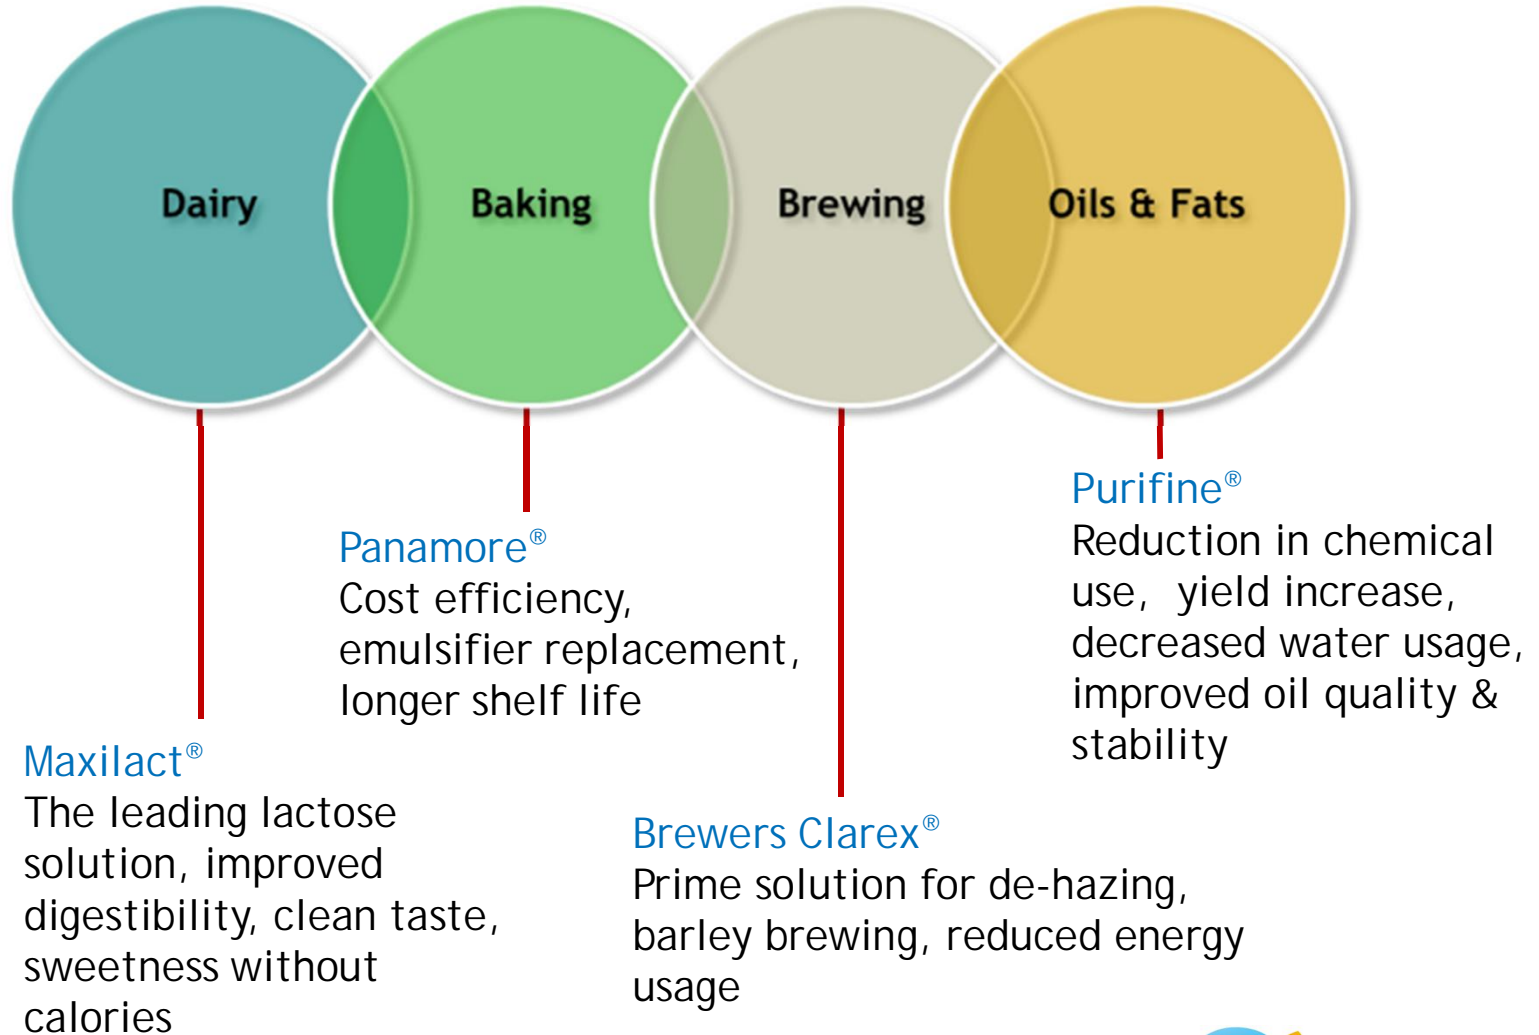 Dairy
Baking
Brewing
Oils & Fats
Purifine®
Reduction in chemical
use,  yield increase,
decreased water usage,
improved oil quality &
stability
Panamore®
Cost efficiency,
emulsifier replacement,
longer shelf life
Maxilact®
The leading lactose
solution, improved
digestibility, clean taste,
sweetness without
calories
Brewers Clarex®
Prime solution for de-hazing,
barley brewing, reduced energy
usage